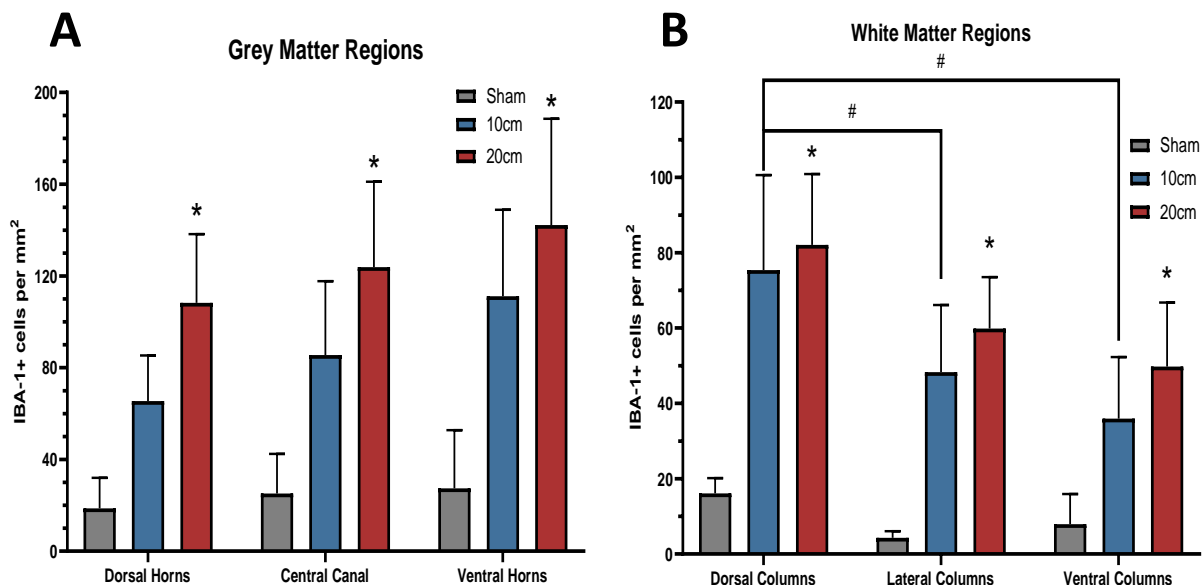 A
Grey Matter Regions
Sham
10cm
20cm
*
*
*
200
160
120
80
40
0
IBA-1+ cells per mm²
Dorsal Horns
Central Canal
Ventral Horns
B
White Matter Regions
#
#
Sham
10cm
20cm
*
*
*
120
100
80
60
40
20
0
IBA-1+ cells per mm²
Dorsal Columns
Lateral Columns
Ventral Columns